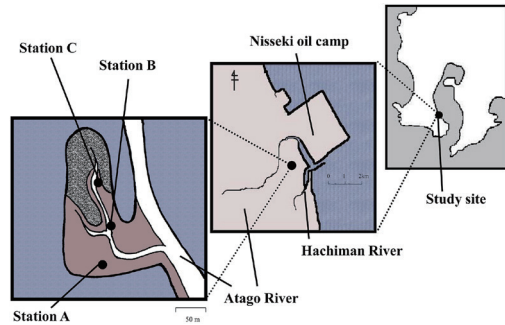 Nisseki oil camp
Station C
Station B
Study site
Hachiman River
Station A
Atago River
50 m